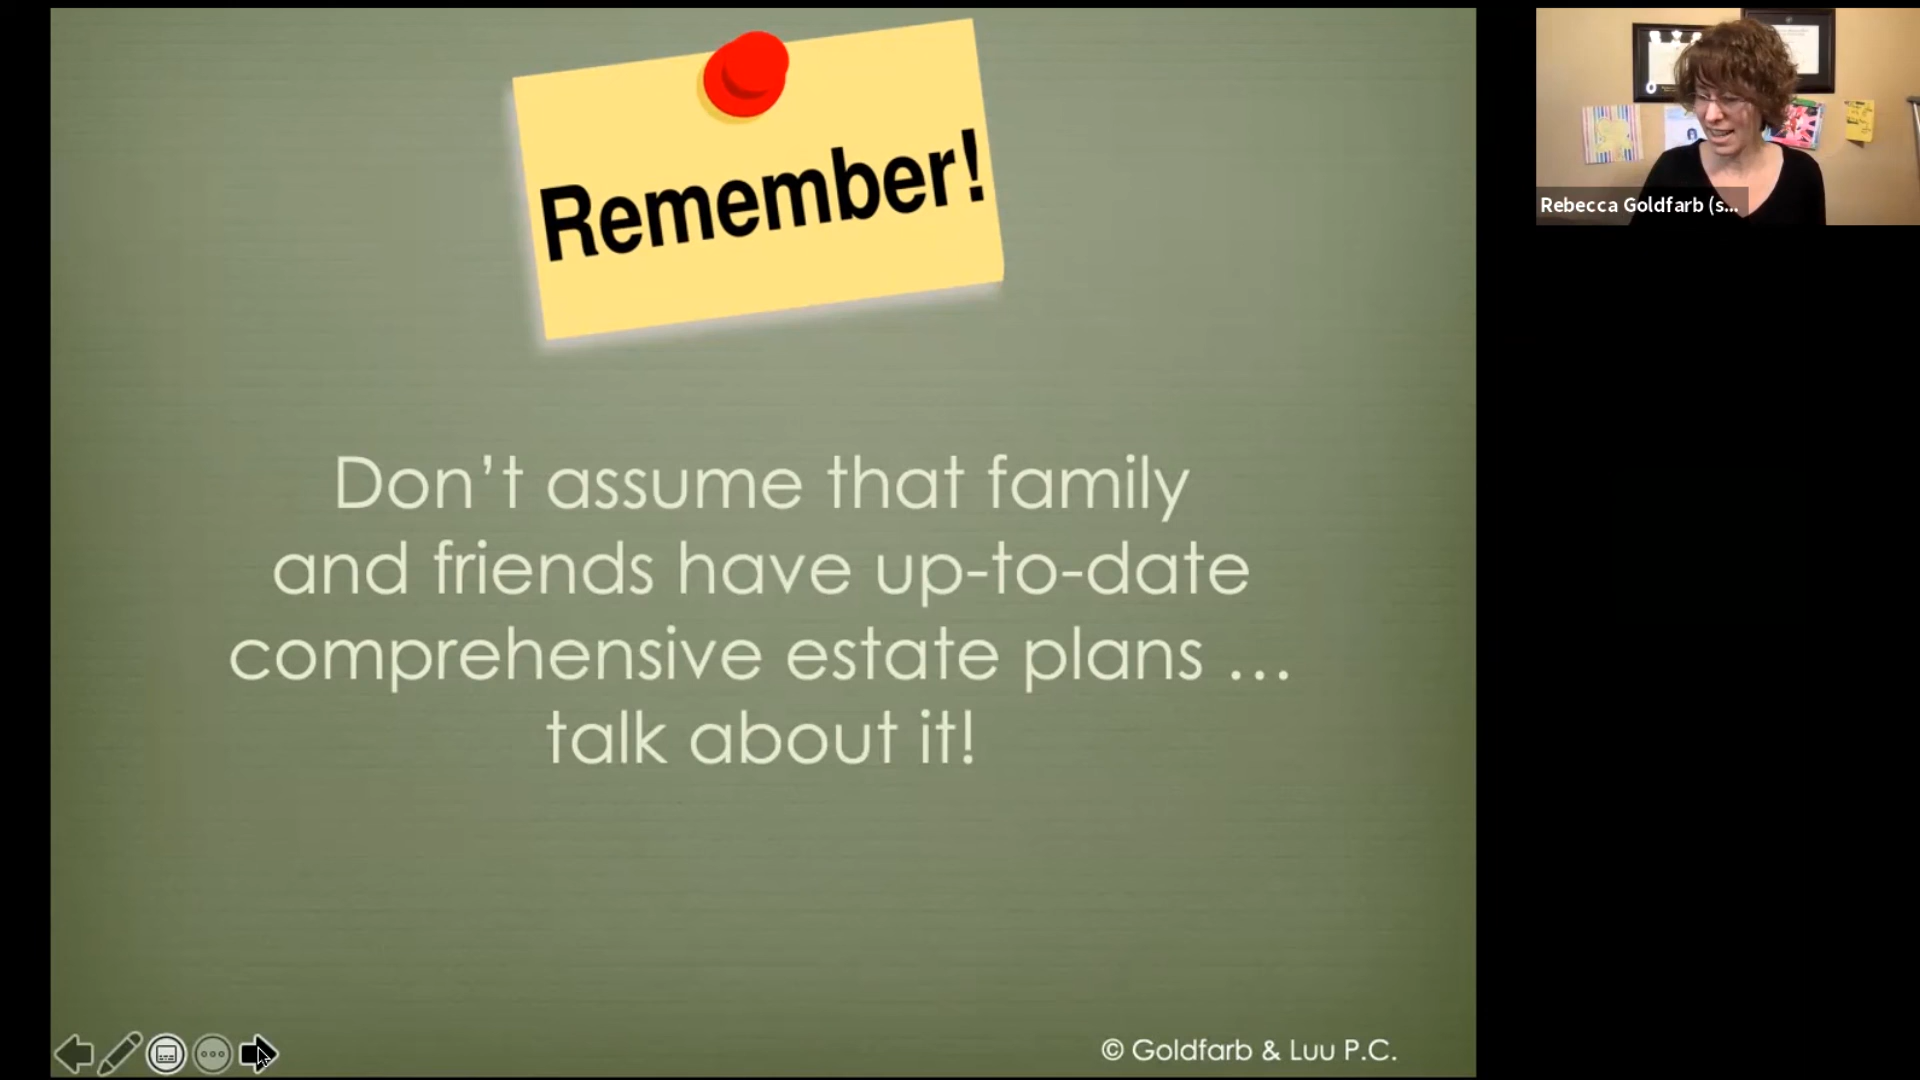 Remember!
Don’t assume that family
and friends have up-to-date
comprehensive estate plans …
talk about it!
© Goldfarb & Luu P.C.
Rebecca Goldfarb (s...